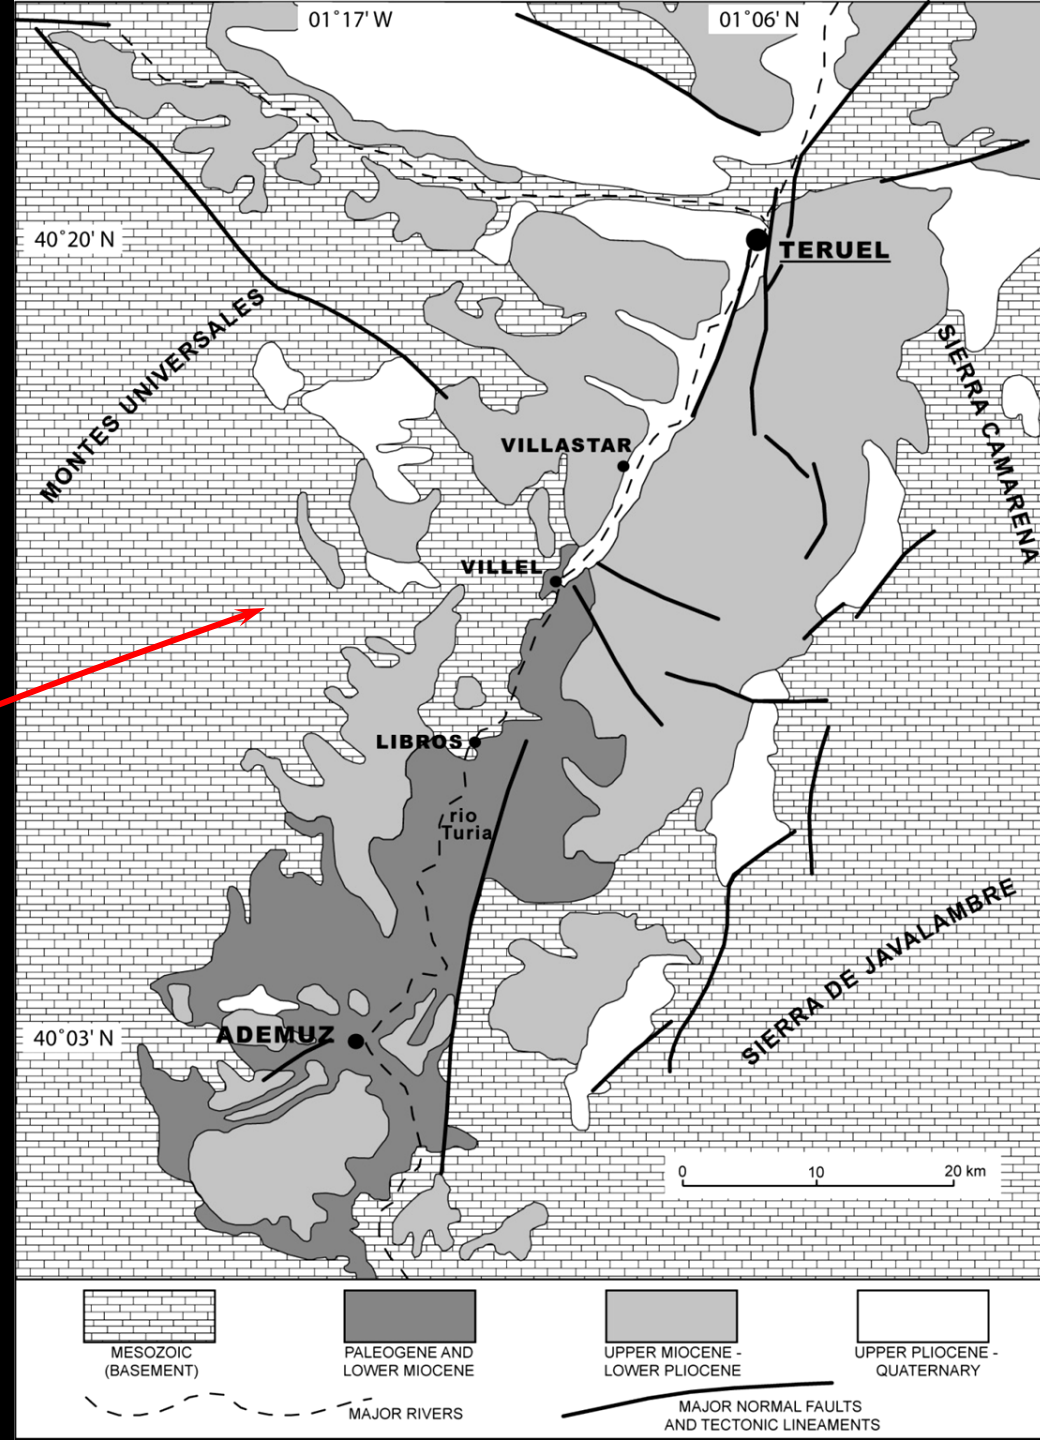 01°17' W
01°06' N
40°20' N
TERUEL
MONTES UNIVERSALES
SIERRA CAMARENA
VILLASTAR
VILLEL
LIBROS
rio
Turia
SIERRA DE JAVALAMBRE
40°03' N
ADEMUZ
0 10 20 km
MESOZOIC
(BASEMENT)
PALEOGENE AND
LOWER MIOCENE
UPPER MIOCENE -
LOWER PLIOCENE
UPPER PLIOCENE -
QUATERNARY
MAJOR RIVERS
MAJOR NORMAL FAULTS
AND TECTONIC LINEAMENTS